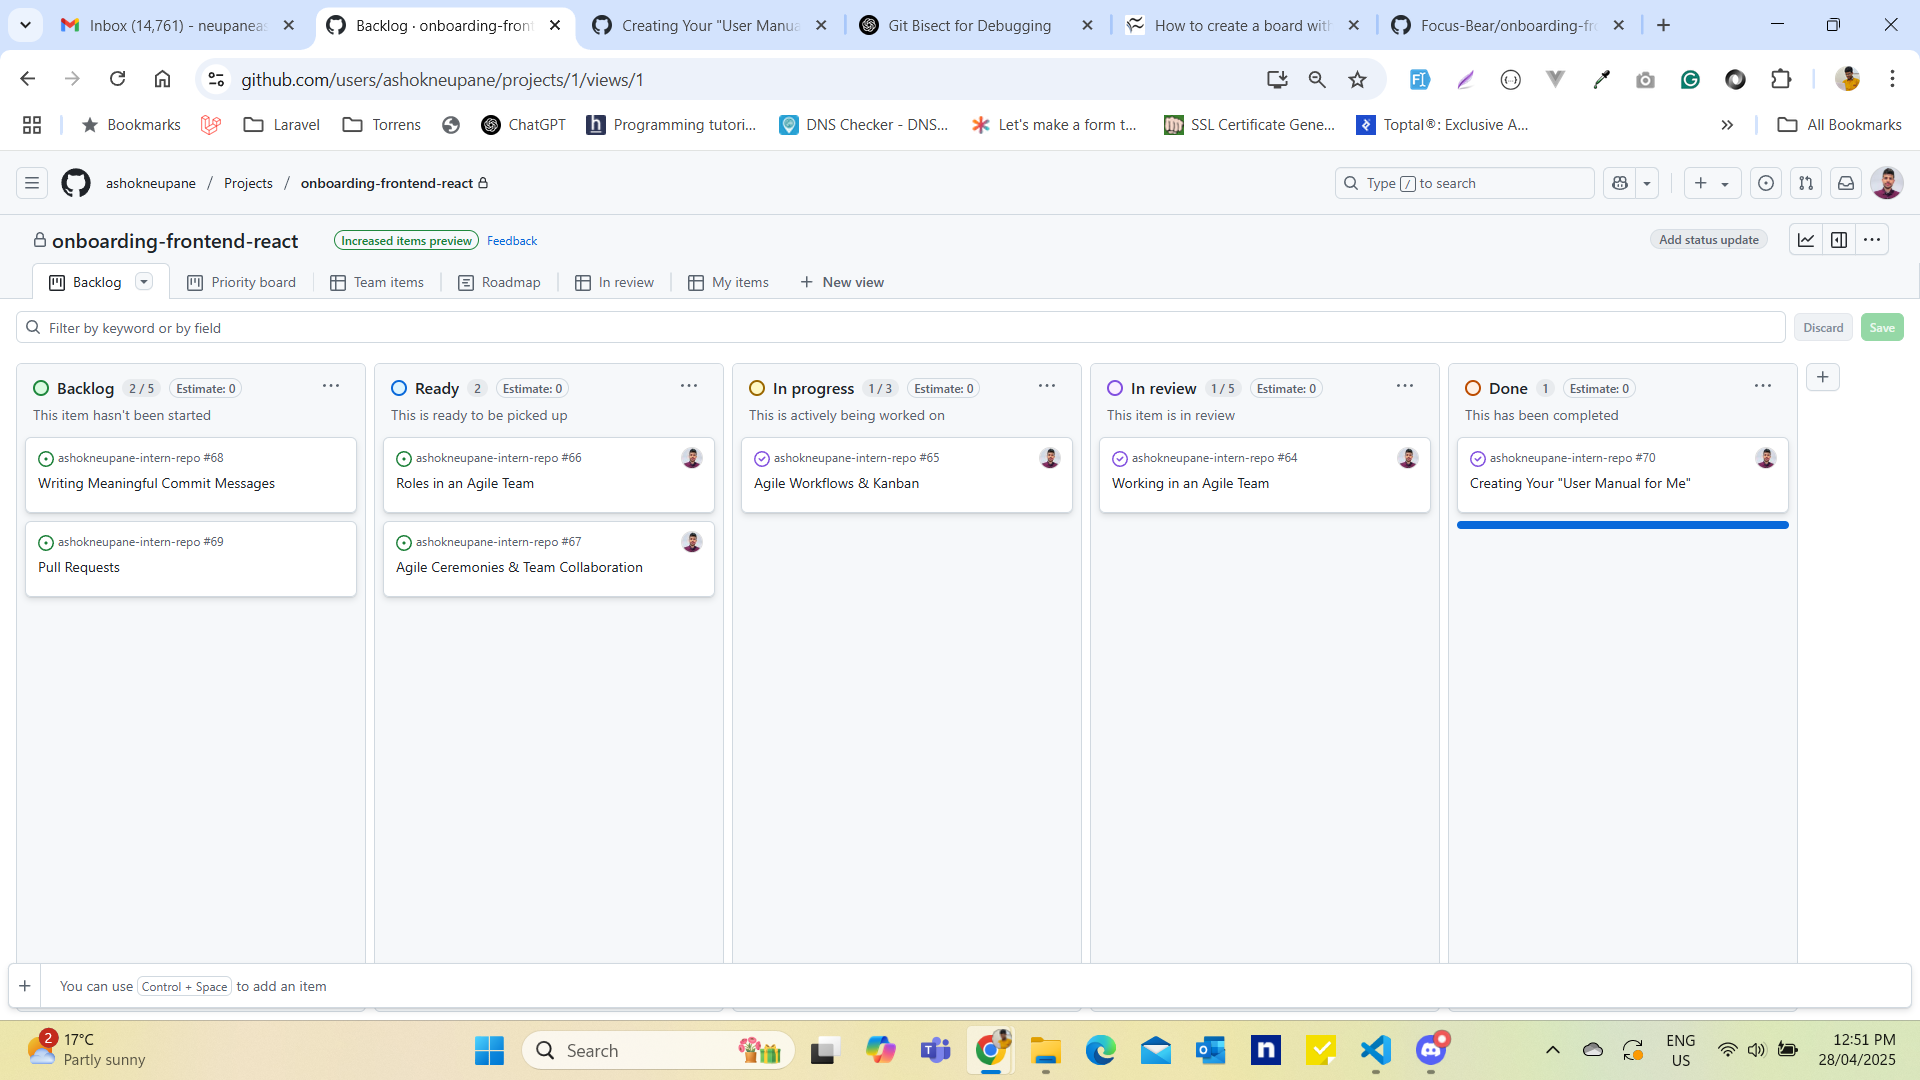 Inbox (14,761) - neupaneas
Backlog · onboarding-front
Creating Your "User Manua
Git Bisect for Debugging
How to create a board with
Focus-Bear/onboarding-fr
github.com/users/ashokneupane/projects/1/views/1
Bookmarks
Laravel
Torrens
ChatGPT
Programming tutori...
DNS Checker - DNS...
Let's make a form t...
SSL Certificate Gene...
Toptal®: Exclusive A...
All Bookmarks
ashokneupane / Projects / onboarding-frontend-react
Type / to search
onboarding-frontend-react
Increased items preview
Feedback
Add status update
Backlog
Priority board
Team items
Roadmap
In review
My items
New view
Filter by keyword or by field
Discard
Save
Backlog 2 / 5 Estimate: 0
This item hasn't been started
ashokneupane-intern-repo #68
Writing Meaningful Commit Messages
ashokneupane-intern-repo #69
Pull Requests
Ready 2 Estimate: 0
This is ready to be picked up
ashokneupane-intern-repo #66
Roles in an Agile Team
ashokneupane-intern-repo #67
Agile Ceremonies & Team Collaboration
In progress 1 / 3 Estimate: 0
This is actively being worked on
ashokneupane-intern-repo #65
Agile Workflows & Kanban
In review 1 / 5 Estimate: 0
This item is in review
ashokneupane-intern-repo #64
Working in an Agile Team
Done 1 Estimate: 0
This has been completed
ashokneupane-intern-repo #70
Creating Your "User Manual for Me"
You can use Control + Space to add an item
2
17°C
Partly sunny
Search
ENG
US
12:51 PM
28/04/2025